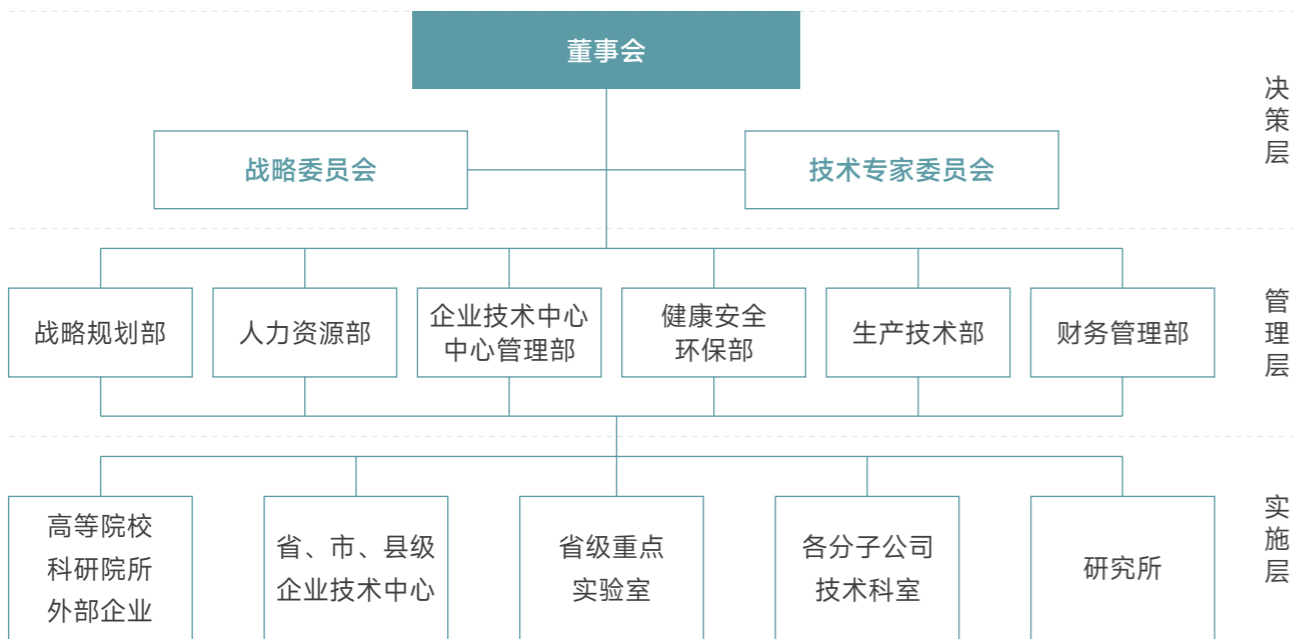 董事会
战略委员会
技术专家委员会
决策层
战略规划部
人力资源部
企业技术中心
中心管理部
健康安全
环保部
生产技术部
财务管理部
管理层
高等院校
科研院所
外部企业
省、市、县级
企业技术中心
省级重点
实验室
各分子公司
技术科室
研究所
实施层